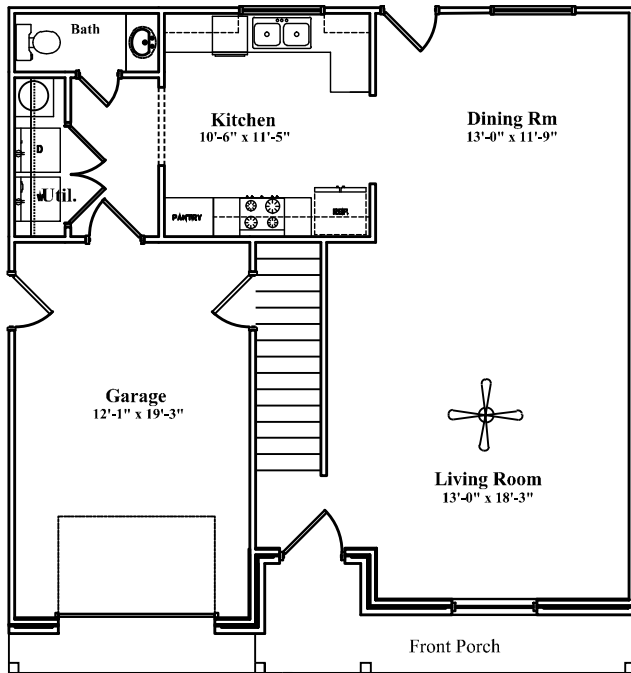 Bath
Kitchen
10'-6" x 11'-5"
Dining Rm
13'-0" x 11'-9"
D
Util.
PANTRY
REF.
Garage
12'-1" x 19'-3"
Living Room
13'-0" x 18'-3"
Front Porch